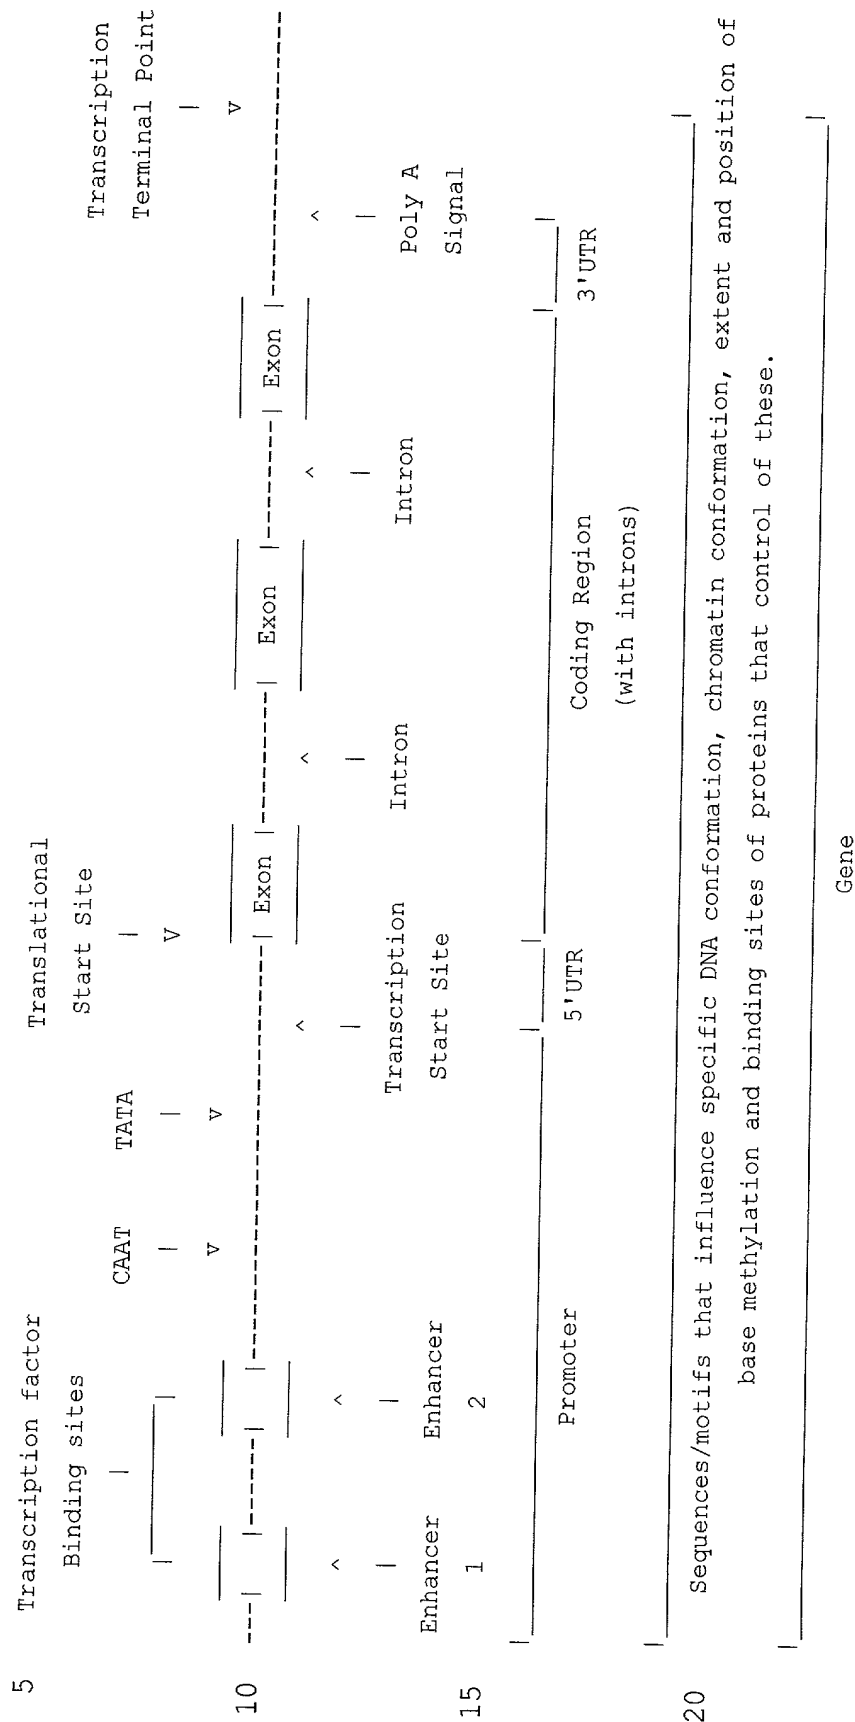 5
Transcription factor
Binding sites
CAAT
TATA
Translational
Start Site
Transcription
Terminal Point
10
Exon
Exon
Exon
Enhancer
1
Enhancer
2
Transcription
Start Site
Intron
Intron
Poly A
Signal
15
Promoter
5'UTR
Coding Region
(with introns)
3'UTR
20
Sequences/motifs that influence specific DNA conformation, chromatin conformation, extent and position of
base methylation and binding sites of proteins that control of these.
Gene